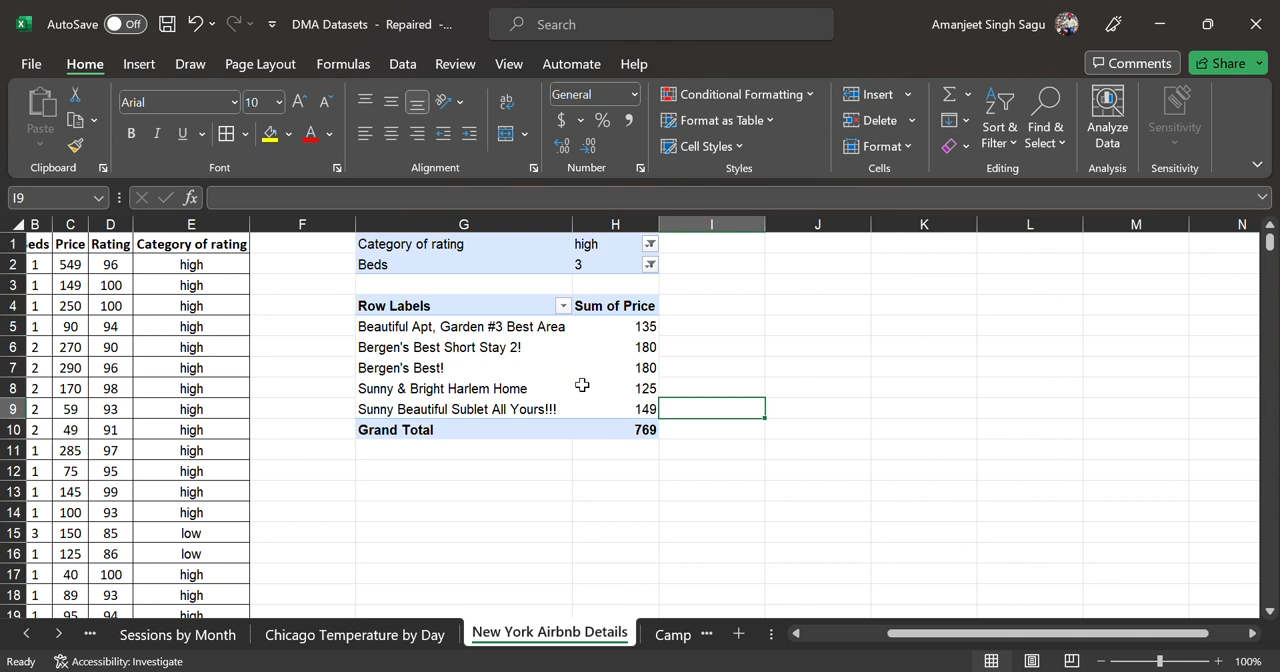 AutoSave Off DMA Datasets - Repaired -... Search Amanjeet Singh Sagu
File Home Insert Draw Page Layout Formulas Data Review View Automate Help Comments Share
Paste Arial 10 General Conditional Formatting Insert
B I U $ % Format as Table Delete Sort & Filter Find & Select Analyze Data Sensitivity
Cell Styles Format
Clipboard Font Alignment Number Styles Cells Editing Analysis Sensitivity
I9 fx
B C D E F G H I J K L M N
1 eds Price Rating Category of rating Category of rating high
2 1 549 96 high Beds 3
3 1 149 100 high
4 1 250 100 high Row Labels Sum of Price
5 1 90 94 high Beautiful Apt, Garden #3 Best Area 135
6 2 270 90 high Bergen's Best Short Stay 2! 180
7 2 290 96 high Bergen's Best! 180
8 2 170 98 high Sunny & Bright Harlem Home 125
9 2 59 93 high Sunny Beautiful Sublet All Yours!!! 149
10 2 49 91 high Grand Total 769
11 1 285 97 high
12 1 75 95 high
13 1 145 99 high
14 1 100 93 high
15 3 150 85 low
16 1 125 86 low
17 1 40 100 high
18 1 89 93 high
19 1 95 94 high
Sessions by Month Chicago Temperature by Day New York Airbnb Details Camp
Ready Accessibility: Investigate 100%